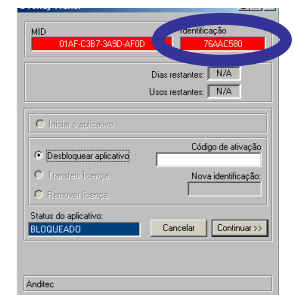 MID
Identificação
01AF-C3B7-3A9D-AF0D
76AAC580
Dias restantes: N/A
Usos restantes: N/A
Iniciar o aplicativo
Código de ativação
Desbloquear aplicativo
Transferir licença
Nova identificação:
Remover licença
Status do aplicativo:
BLOQUEADO
Cancelar
Continuar >>
Anditec